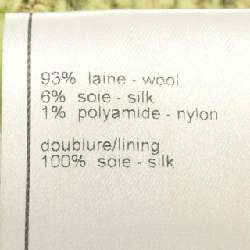 93% laine - wool
6% soie - silk
1% polyamide - nylon
doublure/lining
100% soie - silk